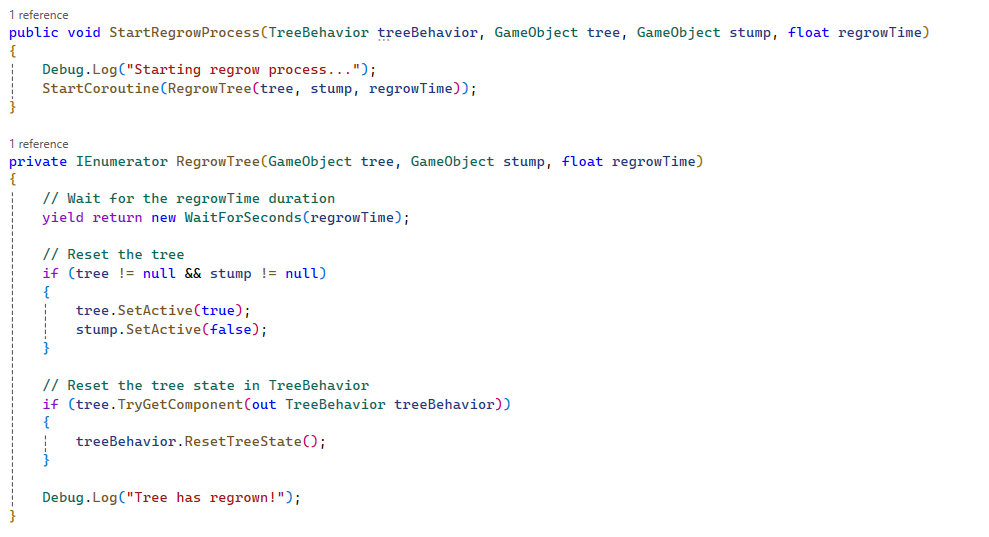 1 reference
public void StartRegrowProcess(TreeBehavior treeBehavior, GameObject tree, GameObject stump, float regrowTime)
{
    Debug.Log("Starting regrow process...");
    StartCoroutine(RegrowTree(tree, stump, regrowTime));
}
1 reference
private IEnumerator RegrowTree(GameObject tree, GameObject stump, float regrowTime)
{
    // Wait for the regrowTime duration
    yield return new WaitForSeconds(regrowTime);

    // Reset the tree
    if (tree != null && stump != null)
    {
        tree.SetActive(true);
        stump.SetActive(false);
    }

    // Reset the tree state in TreeBehavior
    if (tree.TryGetComponent(out TreeBehavior treeBehavior))
    {
        treeBehavior.ResetTreeState();
    }

    Debug.Log("Tree has regrown!");
}